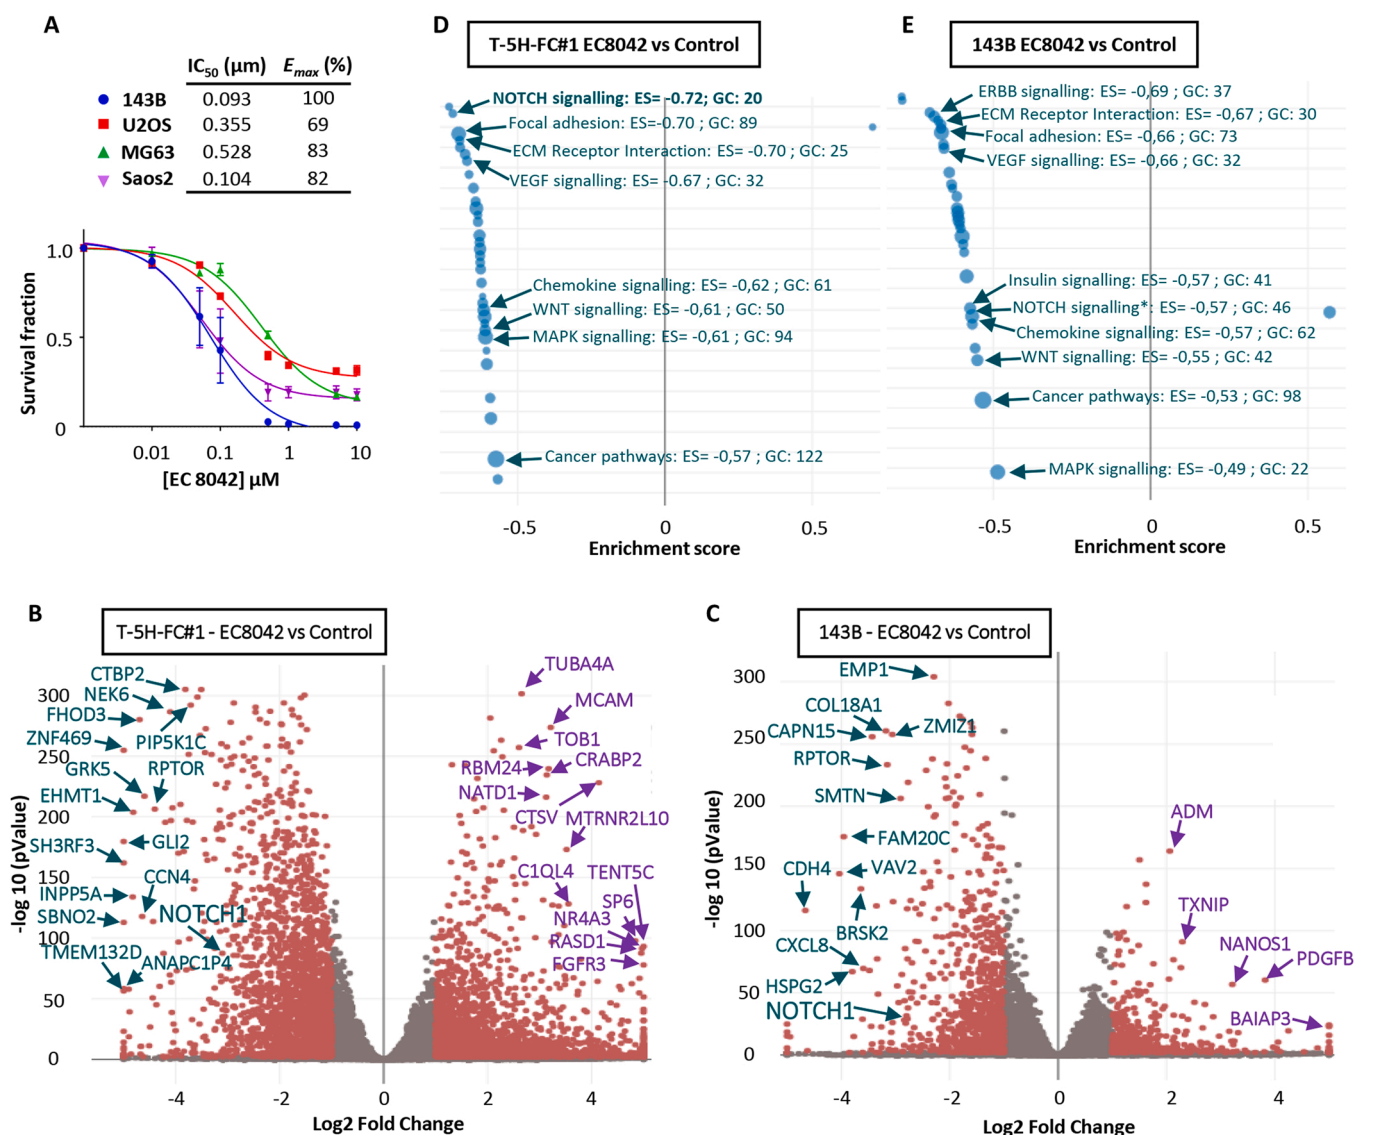 A
IC50 (μm) Emax (%)
143B 0.093 100
U2OS 0.355 69
MG63 0.528 83
Saos2 0.104 82
Survival fraction
1.0
0.5
0
0.01 0.1 1 10
[EC 8042] μM
D
T-5H-FC#1 EC8042 vs Control
NOTCH signalling: ES= -0.72; GC: 20
Focal adhesion: ES=-0.70 ; GC: 89
ECM Receptor Interaction: ES= -0.70 ; GC: 25
VEGF signalling: ES= -0.67 ; GC: 32
Chemokine signalling: ES= -0,62 ; GC: 61
WNT signalling: ES= -0,61 ; GC: 50
MAPK signalling: ES= -0,61 ; GC: 94
Cancer pathways: ES= -0,57 ; GC: 122
-0.5 0 0.5
Enrichment score
E
143B EC8042 vs Control
ERBB signalling: ES= -0,69 ; GC: 37
ECM Receptor Interaction: ES= -0,67 ; GC: 30
Focal adhesion: ES= -0,66 ; GC: 73
VEGF signalling: ES= -0,66 ; GC: 32
Insulin signalling: ES= -0,57 ; GC: 41
NOTCH signalling*: ES= -0,57 ; GC: 46
Chemokine signalling: ES= -0,57 ; GC: 62
WNT signalling: ES= -0,55 ; GC: 42
Cancer pathways: ES= -0,53 ; GC: 98
MAPK signalling: ES= -0,49 ; GC: 22
-0.5 0 0.5
Enrichment score
B
T-5H-FC#1 - EC8042 vs Control
-log 10 (pValue)
300
250
200
150
100
50
0
CTBP2
NEK6
FHOD3
ZNF469
PIP5K1C
GRK5
RPTOR
EHMT1
SH3RF3
GLI2
CCN4
INPP5A
NOTCH1
SBNO2
TMEM132D
ANAPC1P4
TUBA4A
MCAM
TOB1
CRABP2
RBM24
NATD1
CTSV
MTRNR2L10
C1QL4
TENT5C
SP6
NR4A3
RASD1
FGFR3
-4 -2 0 2 4
Log2 Fold Change
C
143B - EC8042 vs Control
-log 10 (pValue)
300
250
200
150
100
50
0
EMP1
COL18A1
CAPN15
ZMIZ1
RPTOR
SMTN
FAM20C
CDH4
VAV2
BRSK2
CXCL8
HSPG2
NOTCH1
ADM
TXNIP
NANOS1
PDGFB
BAIAP3
-4 -2 0 2 4
Log2 Fold Change